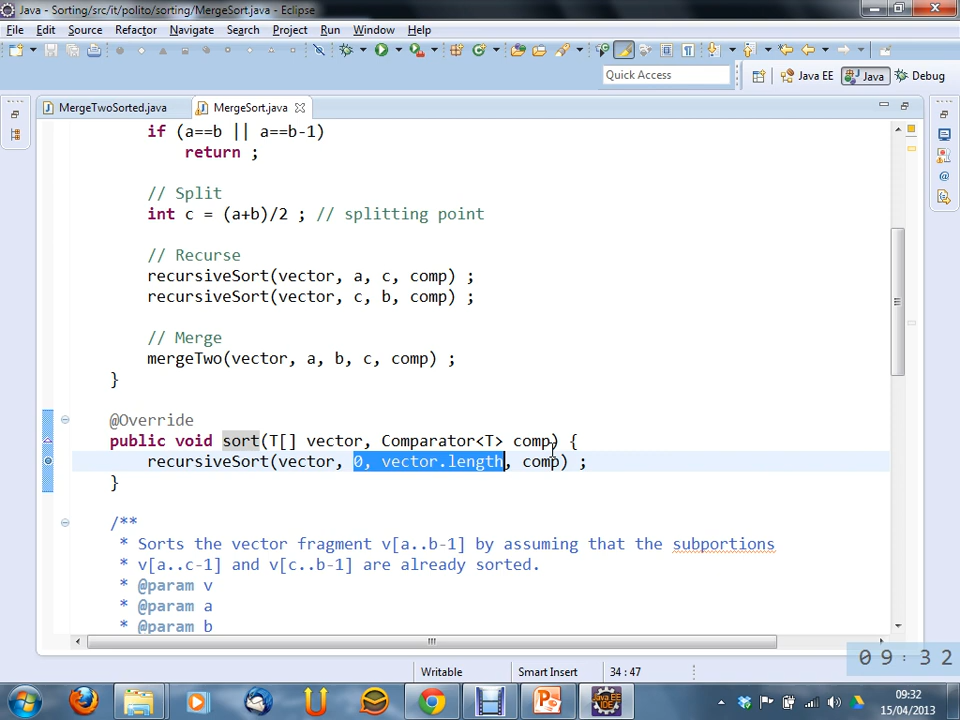 Java - Sorting/src/it/polito/sorting/MergeSort.java - Eclipse
File Edit Source Refactor Navigate Search Project Run Window Help
Quick Access
Java EE
Java
Debug
MergeTwoSorted.java
MergeSort.java
if (a==b || a==b-1)
return ;
// Split
int c = (a+b)/2 ; // splitting point
// Recurse
recursiveSort(vector, a, c, comp) ;
recursiveSort(vector, c, b, comp) ;
// Merge
mergeTwo(vector, a, b, c, comp) ;
}
@Override
public void sort(T[] vector, Comparator<T> comp) {
recursiveSort(vector, 0, vector.length, comp) ;
}
/**
* Sorts the vector fragment v[a..b-1] by assuming that the subportions
* v[a..c-1] and v[c..b-1] are already sorted.
* @param v
* @param a
* @param b
09:32
Writable
Smart Insert
34 : 47
09:32
15/04/2013